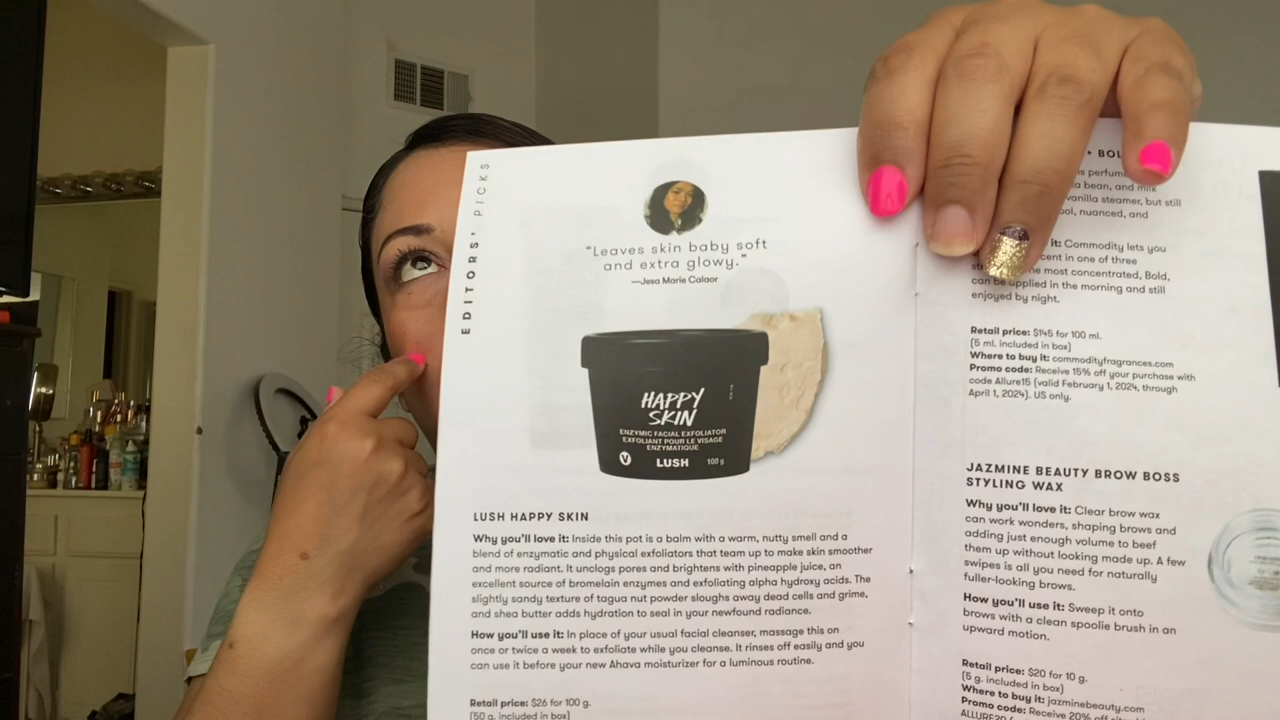 EDITORS' PICKS
"Leaves skin baby soft
and extra glowy."
—Jesa Marie Calaor
HAPPY
SKIN
ENZYMIC FACIAL EXFOLIATOR
EXFOLIANT POUR LE VISAGE
ENZYMATIQUE
V
LUSH
100 g
LUSH HAPPY SKIN
Why you'll love it: Inside this pot is a balm with a warm, nutty smell and a
blend of enzymatic and physical exfoliators that team up to make skin smoother
and more radiant. It unclogs pores and brightens with pineapple juice, an
excellent source of bromelain enzymes and exfoliating alpha hydroxy acids. The
slightly sandy texture of tagua nut powder sloughs away dead cells and grime,
and shea butter adds hydration to seal in your newfound radiance.
How you'll use it: In place of your usual facial cleanser, massage this on
once or twice a week to exfoliate while you cleanse. It rinses off easily and you
can use it before your new Ahava moisturizer for a luminous routine.
Retail price: $26 for 100 g.
(50 g. included in box)
perfume
bean, and milk
vanilla steamer, but still
nuanced, and
it: Commodity lets you
in one of three
most concentrated, Bold,
can be applied in the morning and still
enjoyed by night.
Retail price: $145 for 100 ml.
(5 ml. included in box)
Where to buy it: commodityfragrances.com
Promo code: Receive 15% off your purchase with
code Allure15 (valid February 1, 2024, through
April 1, 2024). US only.
JAZMINE BEAUTY BROW BOSS
STYLING WAX
Why you'll love it: Clear brow wax
can work wonders, shaping brows and
adding just enough volume to beef
them up without looking made up. A few
swipes is all you need for naturally
fuller-looking brows.
How you'll use it: Sweep it onto
brows with a clean spoolie brush in an
upward motion.
Retail price: $20 for 10 g.
(5 g. included in box)
Where to buy it: jazminebeauty.com
Promo code: Receive 20% off